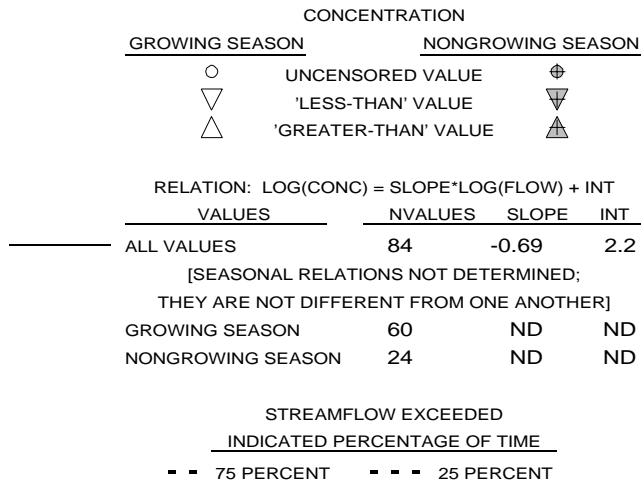 CONCENTRATION
GROWING SEASON NONGROWING SEASON
UNCENSORED VALUE
'LESS-THAN' VALUE
'GREATER-THAN' VALUE
RELATION: LOG(CONC) = SLOPE*LOG(FLOW) + INT
VALUES NVALUES SLOPE INT
ALL VALUES 84 -0.69 2.2
[SEASONAL RELATIONS NOT DETERMINED;
THEY ARE NOT DIFFERENT FROM ONE ANOTHER]
GROWING SEASON 60 ND ND
NONGROWING SEASON 24 ND ND
STREAMFLOW EXCEEDED
INDICATED PERCENTAGE OF TIME
75 PERCENT 25 PERCENT